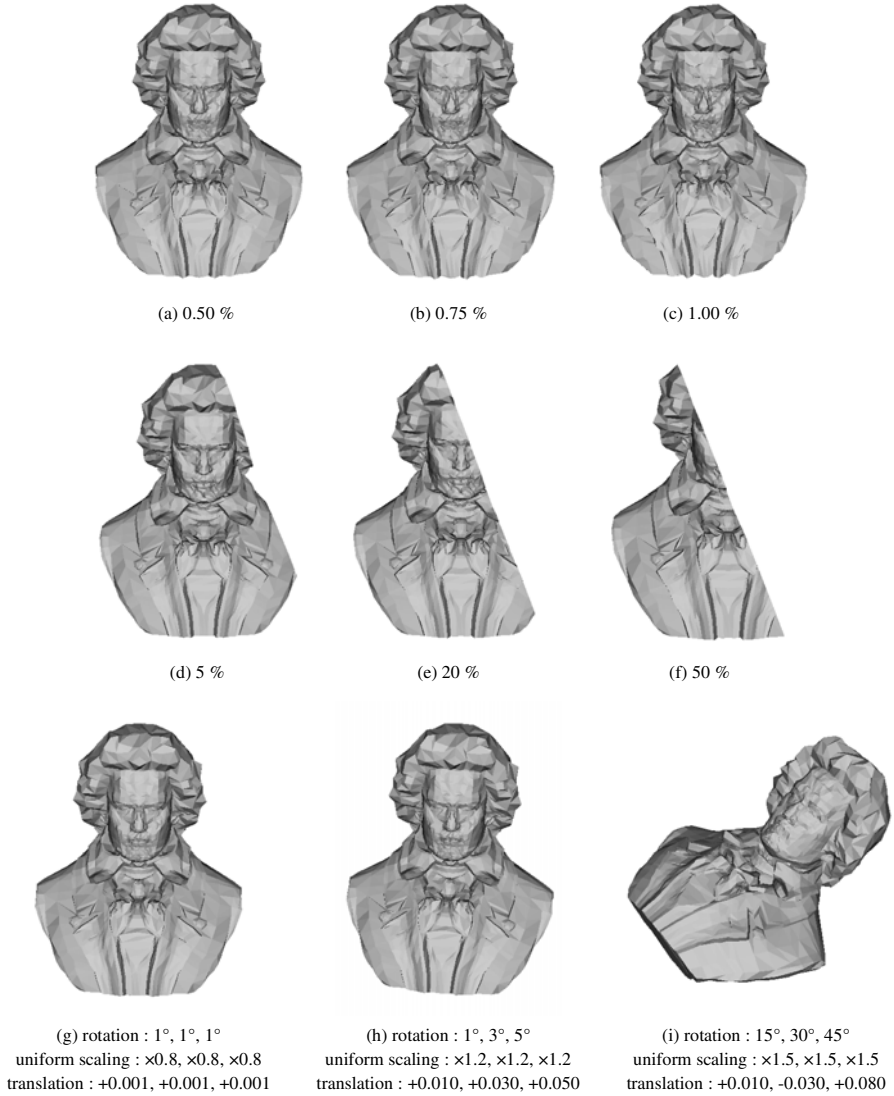 (a) 0.50 %
(b) 0.75 %
(c) 1.00 %
(d) 5 %
(e) 20 %
(f) 50 %
(g) rotation : 1°, 1°, 1°
uniform scaling : ×0.8, ×0.8, ×0.8
translation : +0.001, +0.001, +0.001
(h) rotation : 1°, 3°, 5°
uniform scaling : ×1.2, ×1.2, ×1.2
translation : +0.010, +0.030, +0.050
(i) rotation : 15°, 30°, 45°
uniform scaling : ×1.5, ×1.5, ×1.5
translation : +0.010, -0.030, +0.080